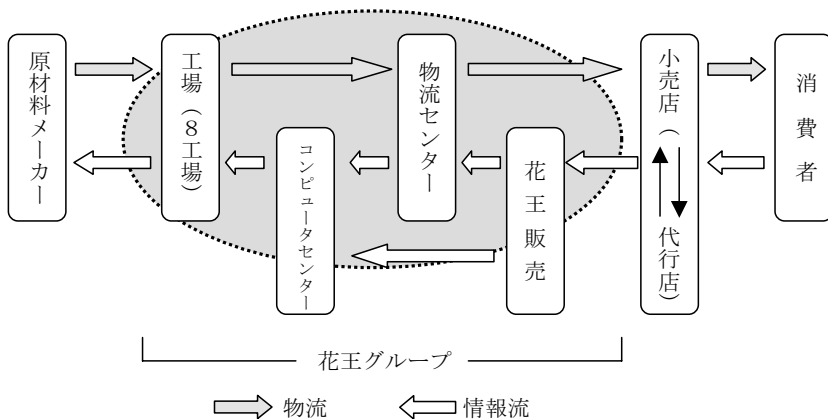 原材料メーカー
工場(8工場)
コンピュータセンター
物流センター
花王販売
小売店(
代行店)
消費者
花王グループ
物流
情報流